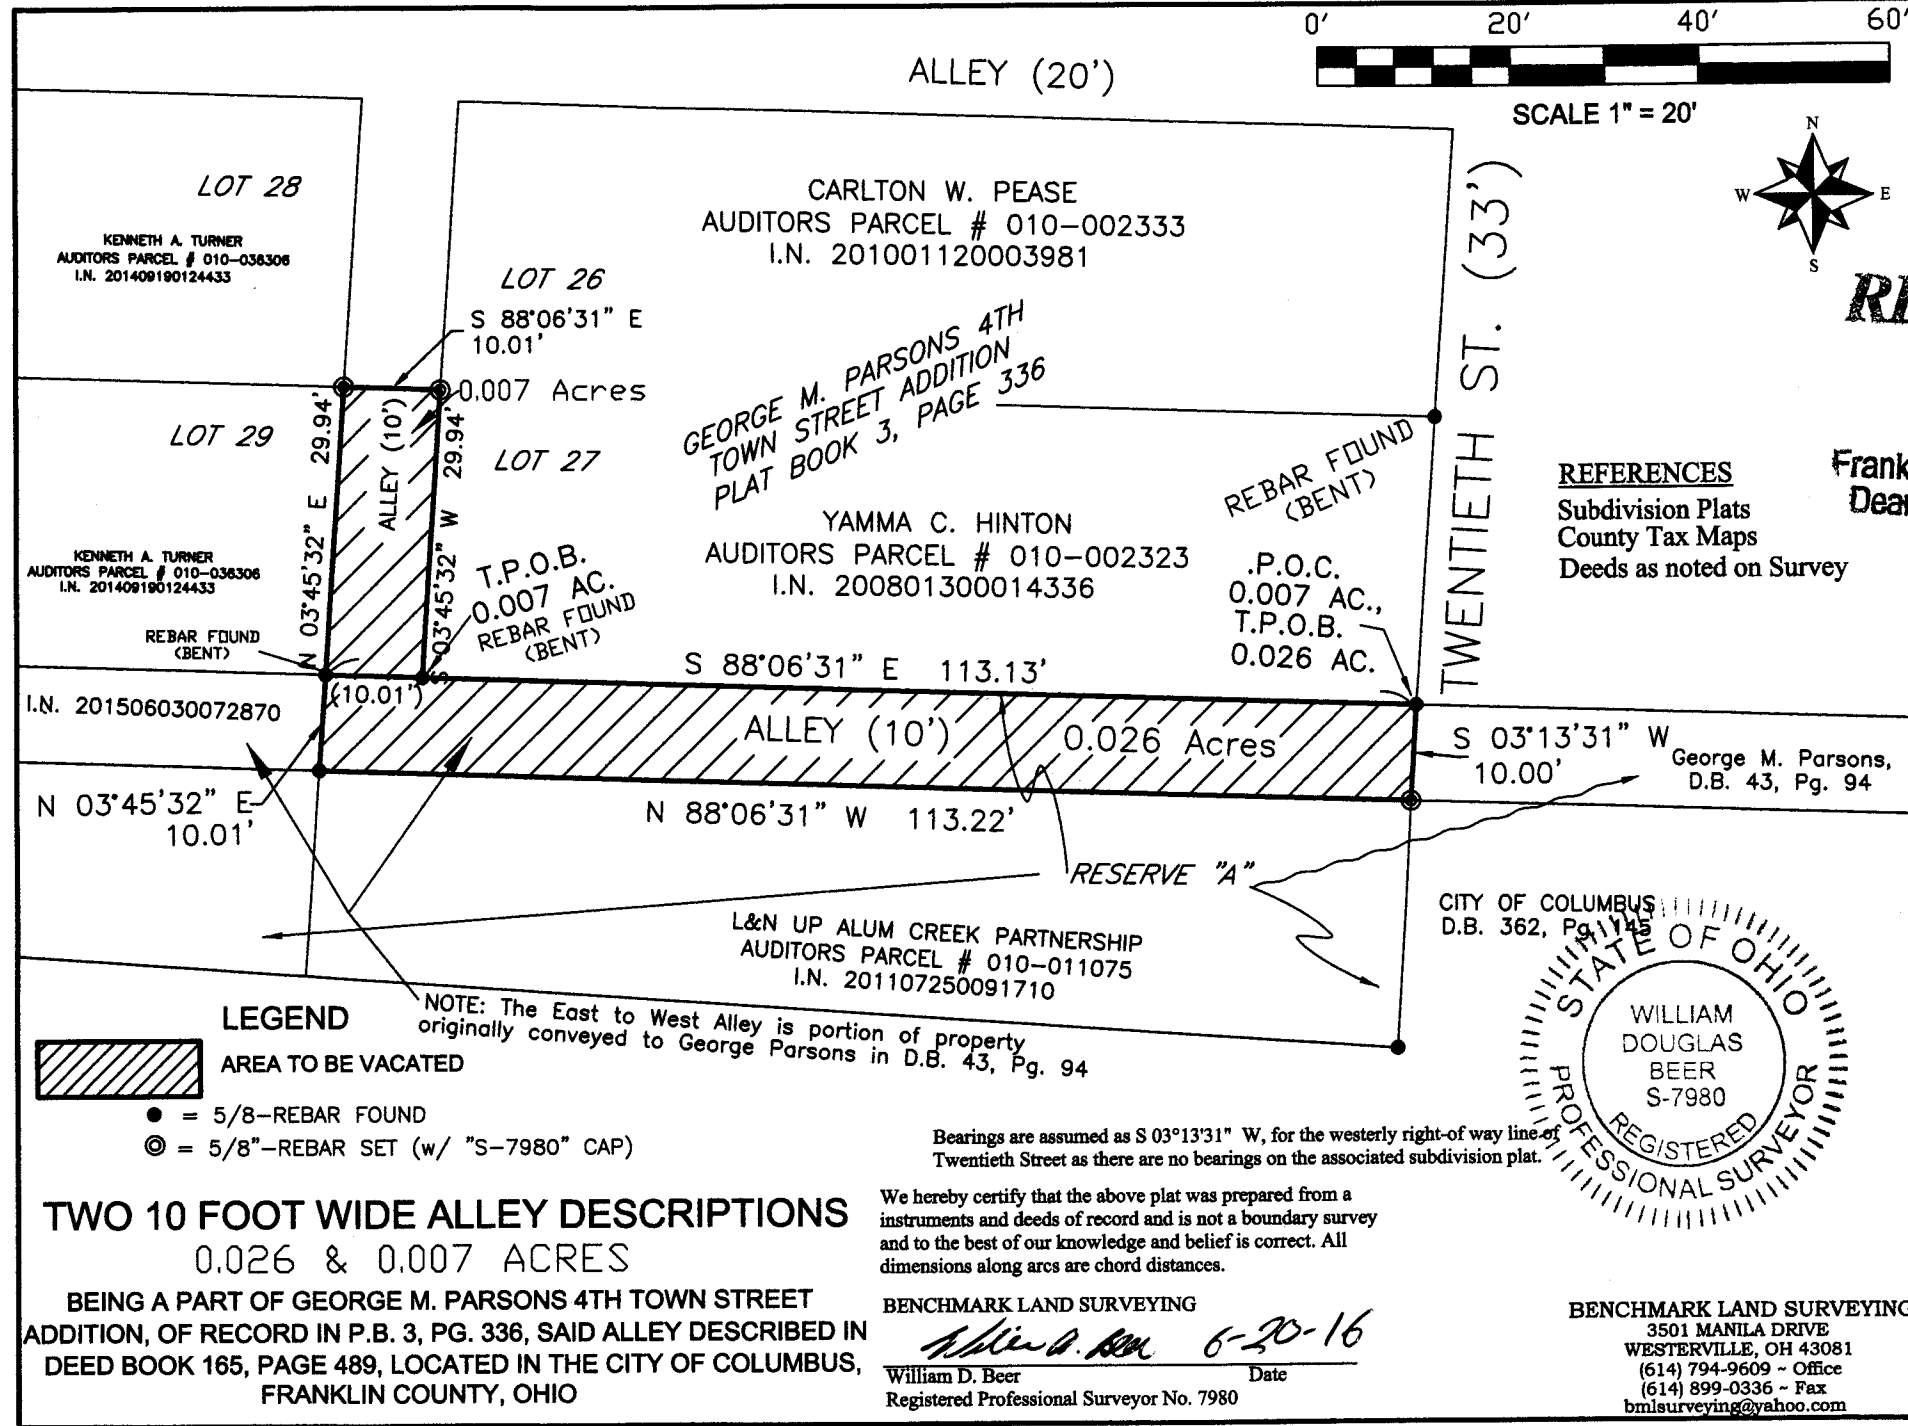 0' 20' 40' 60'
SCALE 1" = 20'
ALLEY (20')
N
W E
S
LOT 28
KENNETH A. TURNER
AUDITORS PARCEL # 010-036306
I.N. 201409190124433
CARLTON W. PEASE
AUDITORS PARCEL # 010-002333
I.N. 201001120003981
LOT 26
S 88°06'31" E
10.01'
0.007 Acres
GEORGE M. PARSONS 4TH
TOWN STREET ADDITION
PLAT BOOK 3, PAGE 336
TWENTIETH ST. (33')
LOT 29
N 03°45'32" E 29.94'
ALLEY (10')
S 03°45'32" W 29.94'
LOT 27
REBAR FOUND
(BENT)
REFERENCES
Subdivision Plats
County Tax Maps
Deeds as noted on Survey
Frank
Dea
KENNETH A. TURNER
AUDITORS PARCEL # 010-036306
I.N. 201409190124433
YAMMA C. HINTON
AUDITORS PARCEL # 010-002323
I.N. 200801300014336
T.P.O.B.
0.007 AC.
REBAR FOUND
(BENT)
.P.O.C.
0.007 AC.,
T.P.O.B.
0.026 AC.
REBAR FOUND
(BENT)
S 88°06'31" E 113.13'
I.N. 201506030072870
(10.01')
ALLEY (10') 0.026 Acres
S 03°13'31" W
10.00'
George M. Parsons,
D.B. 43, Pg. 94
N 03°45'32" E
10.01'
N 88°06'31" W 113.22'
RESERVE "A"
L&N UP ALUM CREEK PARTNERSHIP
AUDITORS PARCEL # 010-011075
I.N. 201107250091710
CITY OF COLUMBUS
D.B. 362, Pg. 145
STATE OF OHIO
WILLIAM
DOUGLAS
BEER
S-7980
REGISTERED
PROFESSIONAL SURVEYOR
NOTE: The East to West Alley is portion of property
originally conveyed to George Parsons in D.B. 43, Pg. 94
LEGEND
AREA TO BE VACATED
= 5/8-REBAR FOUND
= 5/8"-REBAR SET (w/ "S-7980" CAP)
Bearings are assumed as S 03°13'31" W, for the westerly right-of way line of
Twentieth Street as there are no bearings on the associated subdivision plat.
TWO 10 FOOT WIDE ALLEY DESCRIPTIONS
0.026 & 0.007 ACRES
BEING A PART OF GEORGE M. PARSONS 4TH TOWN STREET
ADDITION, OF RECORD IN P.B. 3, PG. 336, SAID ALLEY DESCRIBED IN
DEED BOOK 165, PAGE 489, LOCATED IN THE CITY OF COLUMBUS,
FRANKLIN COUNTY, OHIO
We hereby certify that the above plat was prepared from a
instruments and deeds of record and is not a boundary survey
and to the best of our knowledge and belief is correct. All
dimensions along arcs are chord distances.
BENCHMARK LAND SURVEYING
6-20-16
William D. Beer Date
Registered Professional Surveyor No. 7980
BENCHMARK LAND SURVEYING
3501 MANILA DRIVE
WESTERVILLE, OH 43081
(614) 794-9609 ~ Office
(614) 899-0336 ~ Fax
bmlsurveying@yahoo.com